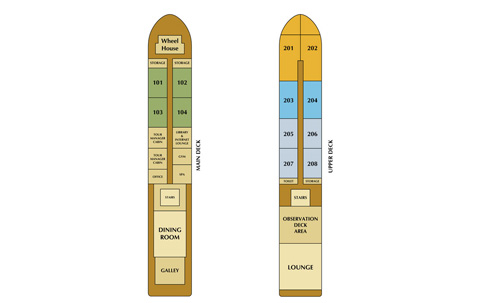 Wheel
House
STORAGE
STORAGE
101
102
103
104
TOUR
MANAGER
CABIN
LIBRARY
&
INTERNET
LOUNGE
TOUR
MANAGER
CABIN
GYM
OFFICE
SPA
STAIRS
DINING
ROOM
GALLEY
MAIN DECK
201
202
203
204
205
206
207
208
STORAGE
STAIRS
OBSERVATION
DECK
AREA
LOUNGE
UPPER DECK